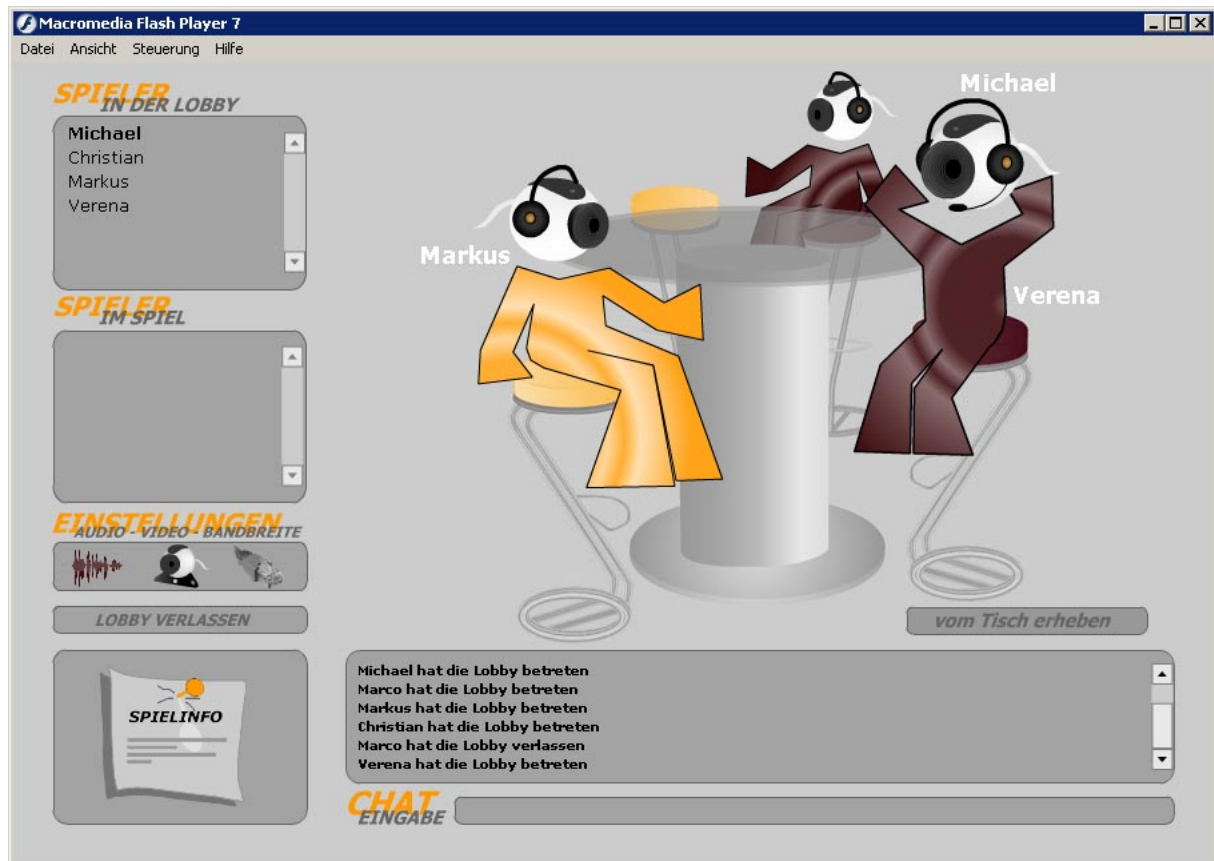 Macromedia Flash Player 7
Datei Ansicht Steuerung Hilfe
SPIELER
IN DER LOBBY
Michael
Christian
Markus
Verena
SPIELER
IM SPIEL
EINSTELLUNGEN
AUDIO - VIDEO - BANDBREITE
LOBBY VERLASSEN
SPIELINFO
Michael
Markus
Verena
vom Tisch erheben
Michael hat die Lobby betreten
Marco hat die Lobby betreten
Markus hat die Lobby betreten
Christian hat die Lobby betreten
Marco hat die Lobby verlassen
Verena hat die Lobby betreten
CHAT
EINGABE